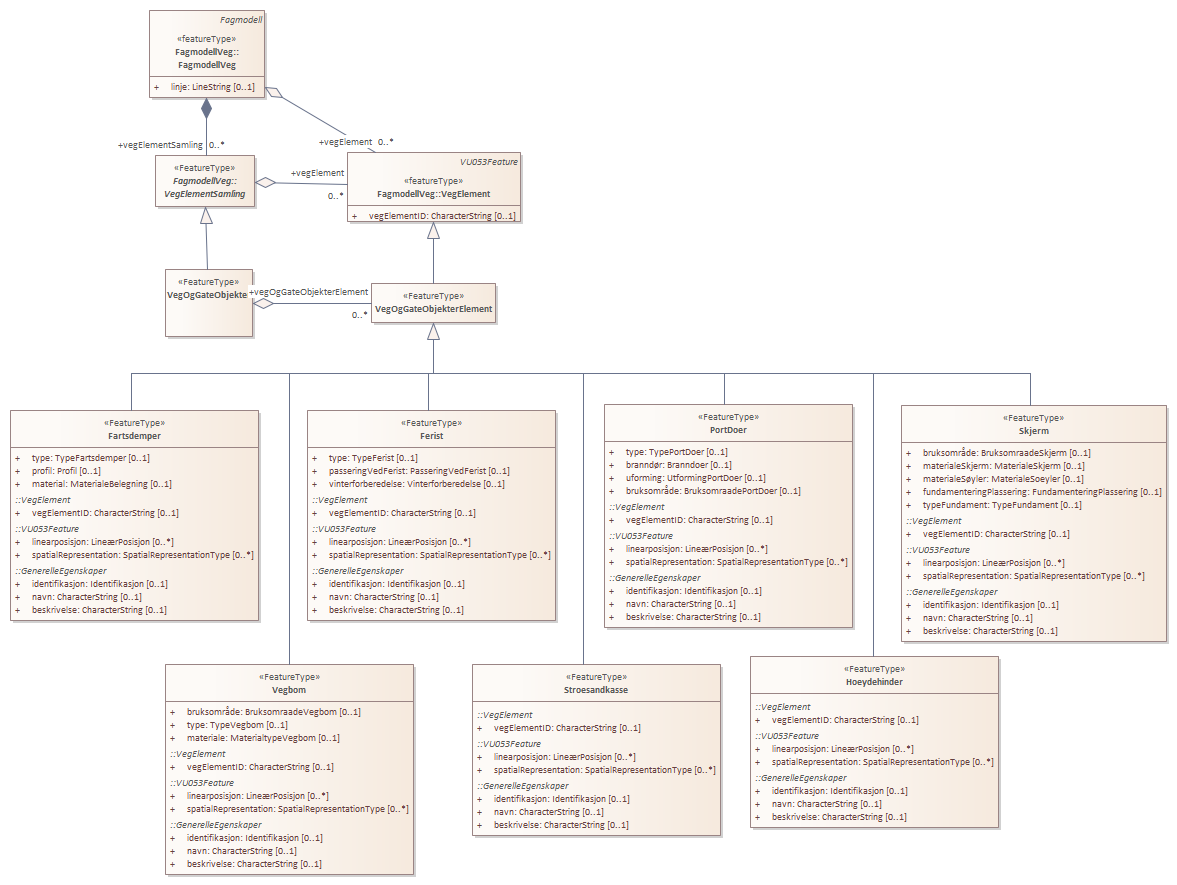 Fagmodell
«featureType»
FagmodellVeg::
FagmodellVeg
+ linje: LineString [0..1]
+vegElementSamling 0..*
+vegElement 0..*
«FeatureType»
FagmodellVeg::
VegElementSamling
+vegElement
0..*
VU053Feature
«featureType»
FagmodellVeg::VegElement
+ vegElementID: CharacterString [0..1]
«FeatureType»
VegOgGateObjekter
+vegOgGateObjekterElement
0..*
«FeatureType»
VegOgGateObjekterElement
«FeatureType»
Fartsdemper
+ type: TypeFartsdemper [0..1]
+ profil: Profil [0..1]
+ material: MaterialeBelegning [0..1]
::VegElement
+ vegElementID: CharacterString [0..1]
::VU053Feature
+ linearposisjon: LineærPosisjon [0..*]
+ spatialRepresentation: SpatialRepresentationType [0..*]
::GenerelleEgenskaper
+ identifikasjon: Identifikasjon [0..1]
+ navn: CharacterString [0..1]
+ beskrivelse: CharacterString [0..1]
«FeatureType»
Ferist
+ type: TypeFerist [0..1]
+ passeringVedFerist: PasseringVedFerist [0..1]
+ vinterforberedelse: Vinterforberedelse [0..1]
::VegElement
+ vegElementID: CharacterString [0..1]
::VU053Feature
+ linearposisjon: LineærPosisjon [0..*]
+ spatialRepresentation: SpatialRepresentationType [0..*]
::GenerelleEgenskaper
+ identifikasjon: Identifikasjon [0..1]
+ navn: CharacterString [0..1]
+ beskrivelse: CharacterString [0..1]
«FeatureType»
PortDoer
+ type: TypePortDoer [0..1]
+ branndør: Branndoer [0..1]
+ uforming: UtformingPortDoer [0..1]
+ bruksområde: BruksomraadePortDoer [0..1]
::VegElement
+ vegElementID: CharacterString [0..1]
::VU053Feature
+ linearposisjon: LineærPosisjon [0..*]
+ spatialRepresentation: SpatialRepresentationType [0..*]
::GenerelleEgenskaper
+ identifikasjon: Identifikasjon [0..1]
+ navn: CharacterString [0..1]
+ beskrivelse: CharacterString [0..1]
«FeatureType»
Skjerm
+ bruksområde: BruksomraadeSkjerm [0..1]
+ materialeSkjerm: MaterialeSkjerm [0..1]
+ materialeSøyler: MaterialeSoeyler [0..1]
+ fundamenteringPlassering: FundamenteringPlassering [0..1]
+ typeFundament: TypeFundament [0..1]
::VegElement
+ vegElementID: CharacterString [0..1]
::VU053Feature
+ linearposisjon: LineærPosisjon [0..*]
+ spatialRepresentation: SpatialRepresentationType [0..*]
::GenerelleEgenskaper
+ identifikasjon: Identifikasjon [0..1]
+ navn: CharacterString [0..1]
+ beskrivelse: CharacterString [0..1]
«FeatureType»
Vegbom
+ bruksområde: BruksomraadeVegbom [0..1]
+ type: TypeVegbom [0..1]
+ materiale: MaterialtypeVegbom [0..1]
::VegElement
+ vegElementID: CharacterString [0..1]
::VU053Feature
+ linearposisjon: LineærPosisjon [0..*]
+ spatialRepresentation: SpatialRepresentationType [0..*]
::GenerelleEgenskaper
+ identifikasjon: Identifikasjon [0..1]
+ navn: CharacterString [0..1]
+ beskrivelse: CharacterString [0..1]
«FeatureType»
Stroesandkasse
::VegElement
+ vegElementID: CharacterString [0..1]
::VU053Feature
+ linearposisjon: LineærPosisjon [0..*]
+ spatialRepresentation: SpatialRepresentationType [0..*]
::GenerelleEgenskaper
+ identifikasjon: Identifikasjon [0..1]
+ navn: CharacterString [0..1]
+ beskrivelse: CharacterString [0..1]
«FeatureType»
Hoeydehinder
::VegElement
+ vegElementID: CharacterString [0..1]
::VU053Feature
+ linearposisjon: LineærPosisjon [0..*]
+ spatialRepresentation: SpatialRepresentationType [0..*]
::GenerelleEgenskaper
+ identifikasjon: Identifikasjon [0..1]
+ navn: CharacterString [0..1]
+ beskrivelse: CharacterString [0..1]